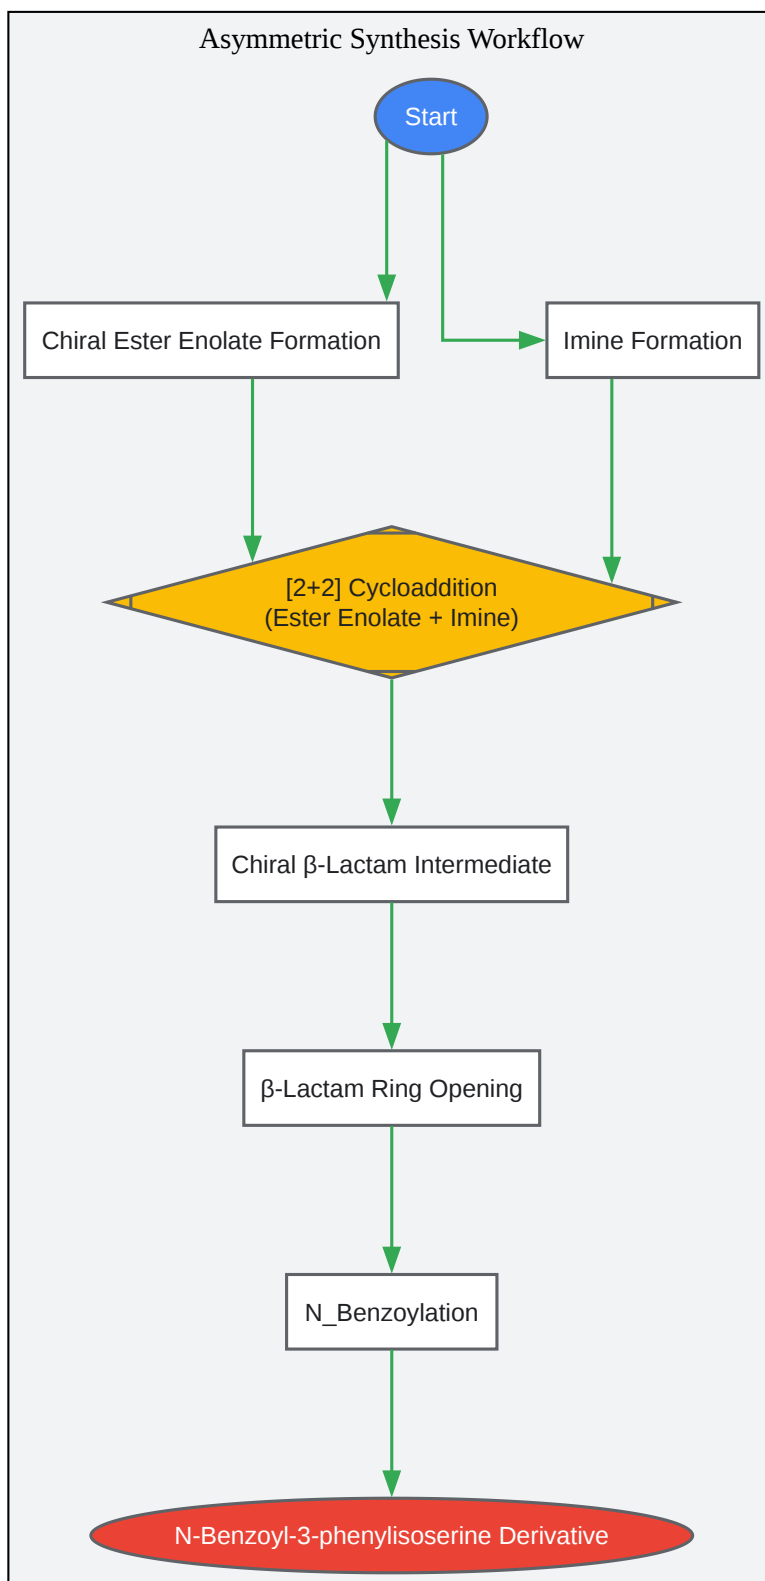 Asymmetric Synthesis Workflow
Start
Chiral Ester Enolate Formation
Imine Formation
[2+2] Cycloaddition
(Ester Enolate + Imine)
Chiral β-Lactam Intermediate
β-Lactam Ring Opening
N_Benzoylation
N-Benzoyl-3-phenylisoserine Derivative